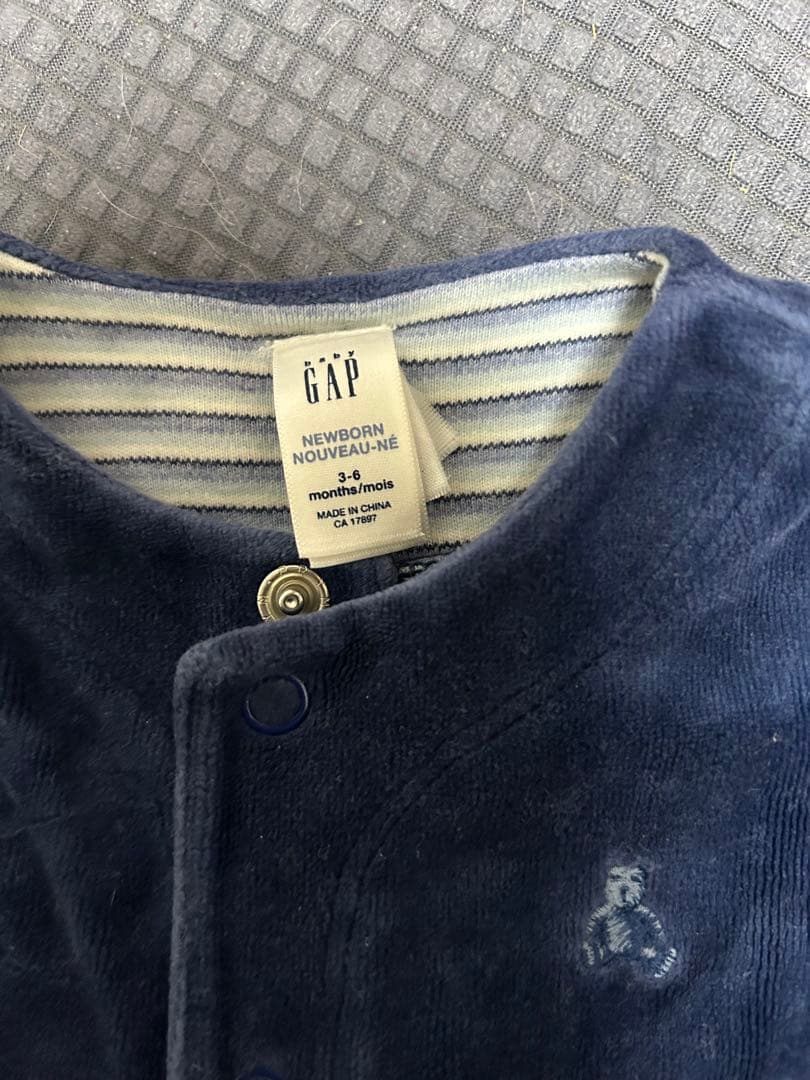 baby
GAP
NEWBORN
NOUVEAU-NÉ
3-6
months/mois
MADE IN CHINA
CA 17897